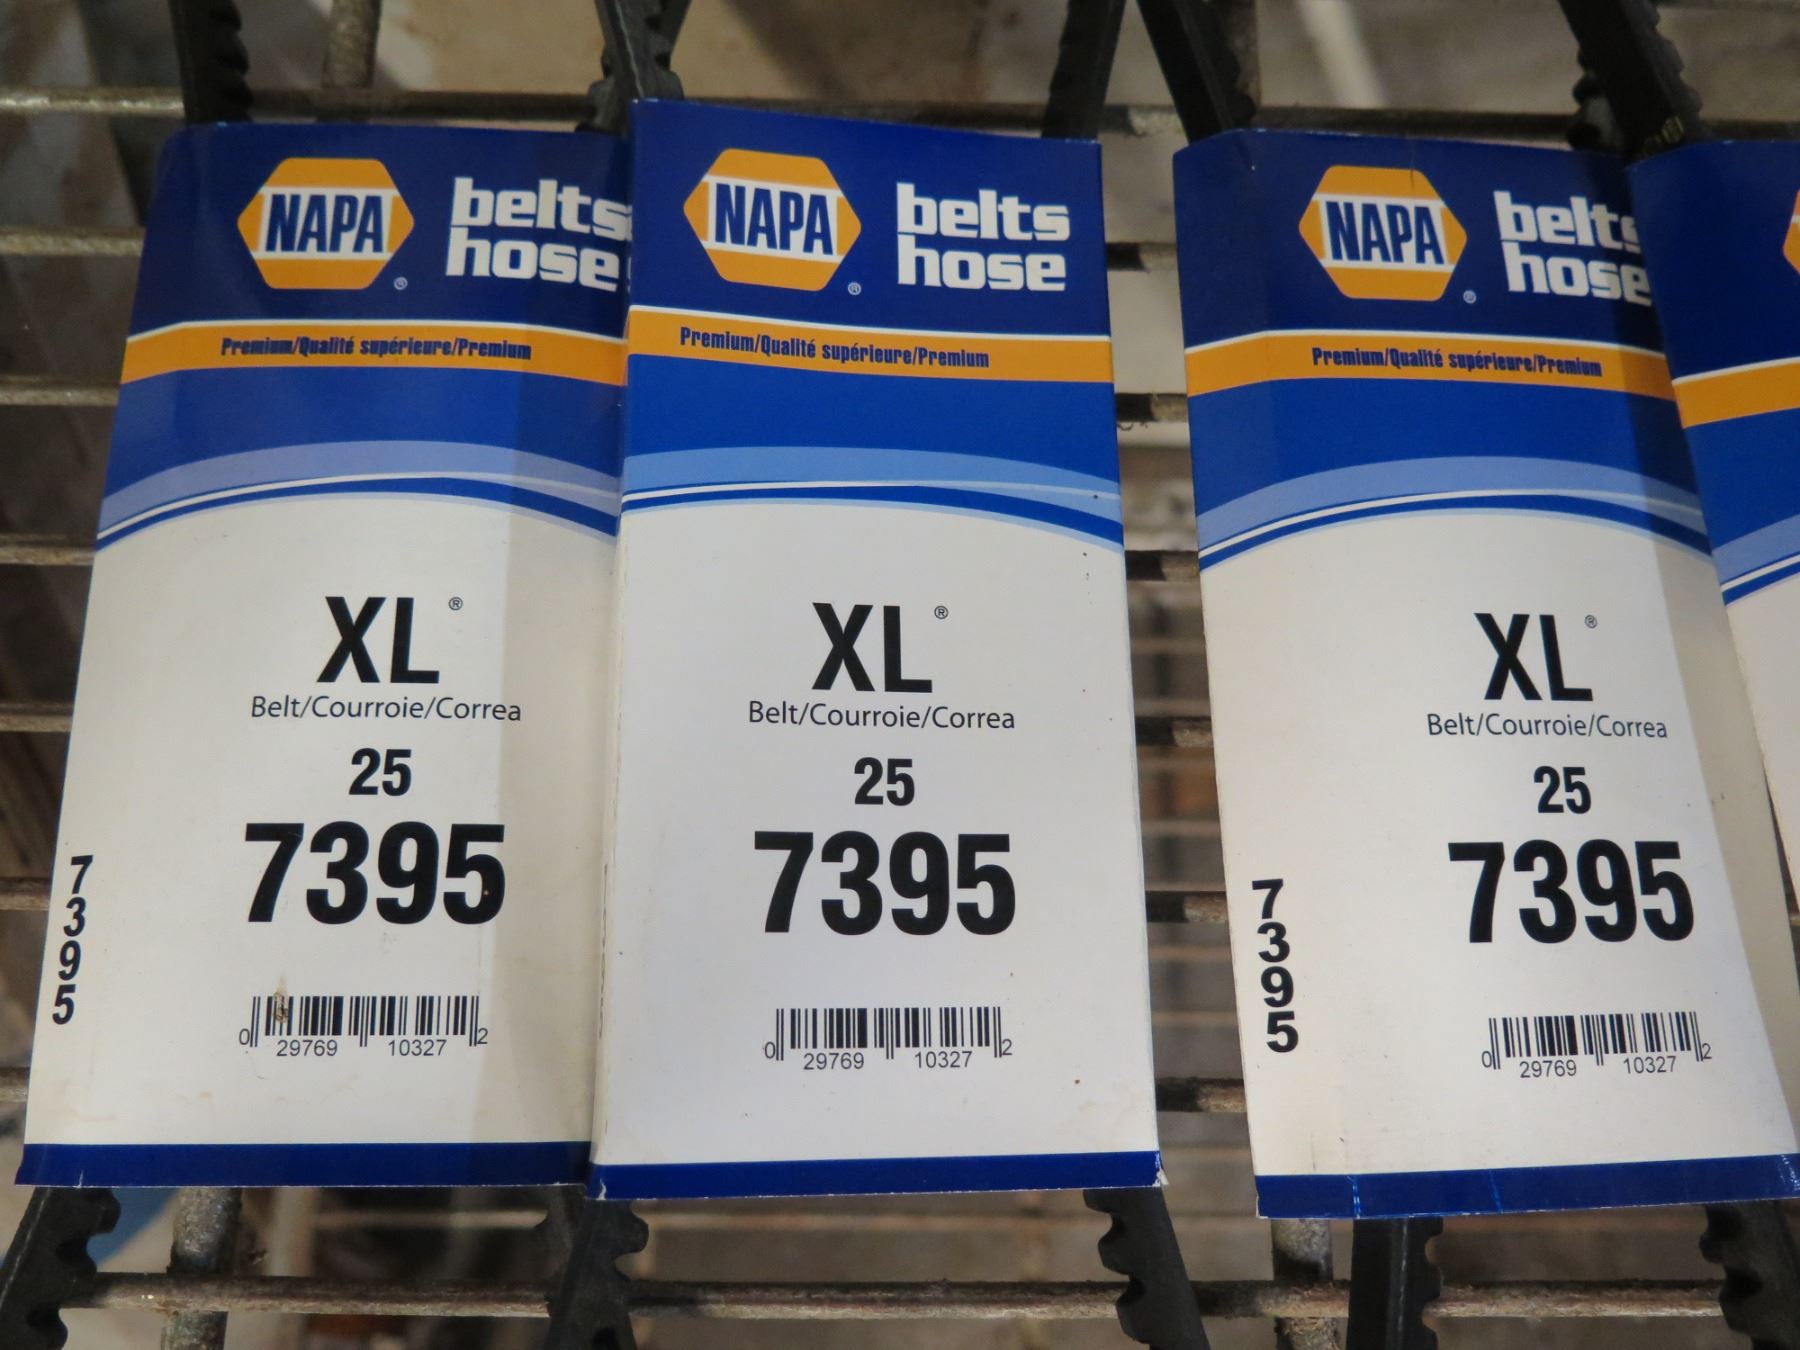 NAPA
®
belts
hose
Premium/Qualité supérieure/Premium
XL®
Belt/Courroie/Correa
25
7395
7395
0 29769 10327 2
NAPA
®
belts
hose
Premium/Qualité supérieure/Premium
XL®
Belt/Courroie/Correa
25
7395
0 29769 10327 2
NAPA
®
belts
hose
Premium/Qualité supérieure/Premium
XL®
Belt/Courroie/Correa
25
7395
7395
0 29769 10327 2